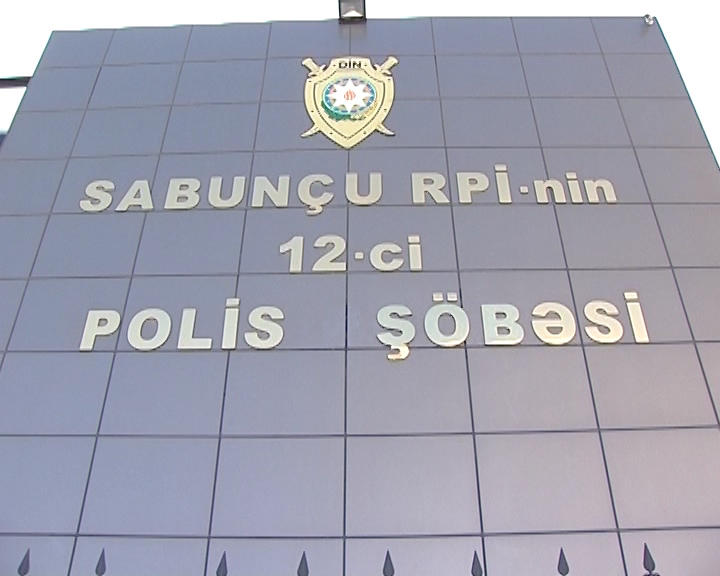 DİN
SABUNÇU RPİ-nin
12-ci
POLİS ŞÖBƏSİ